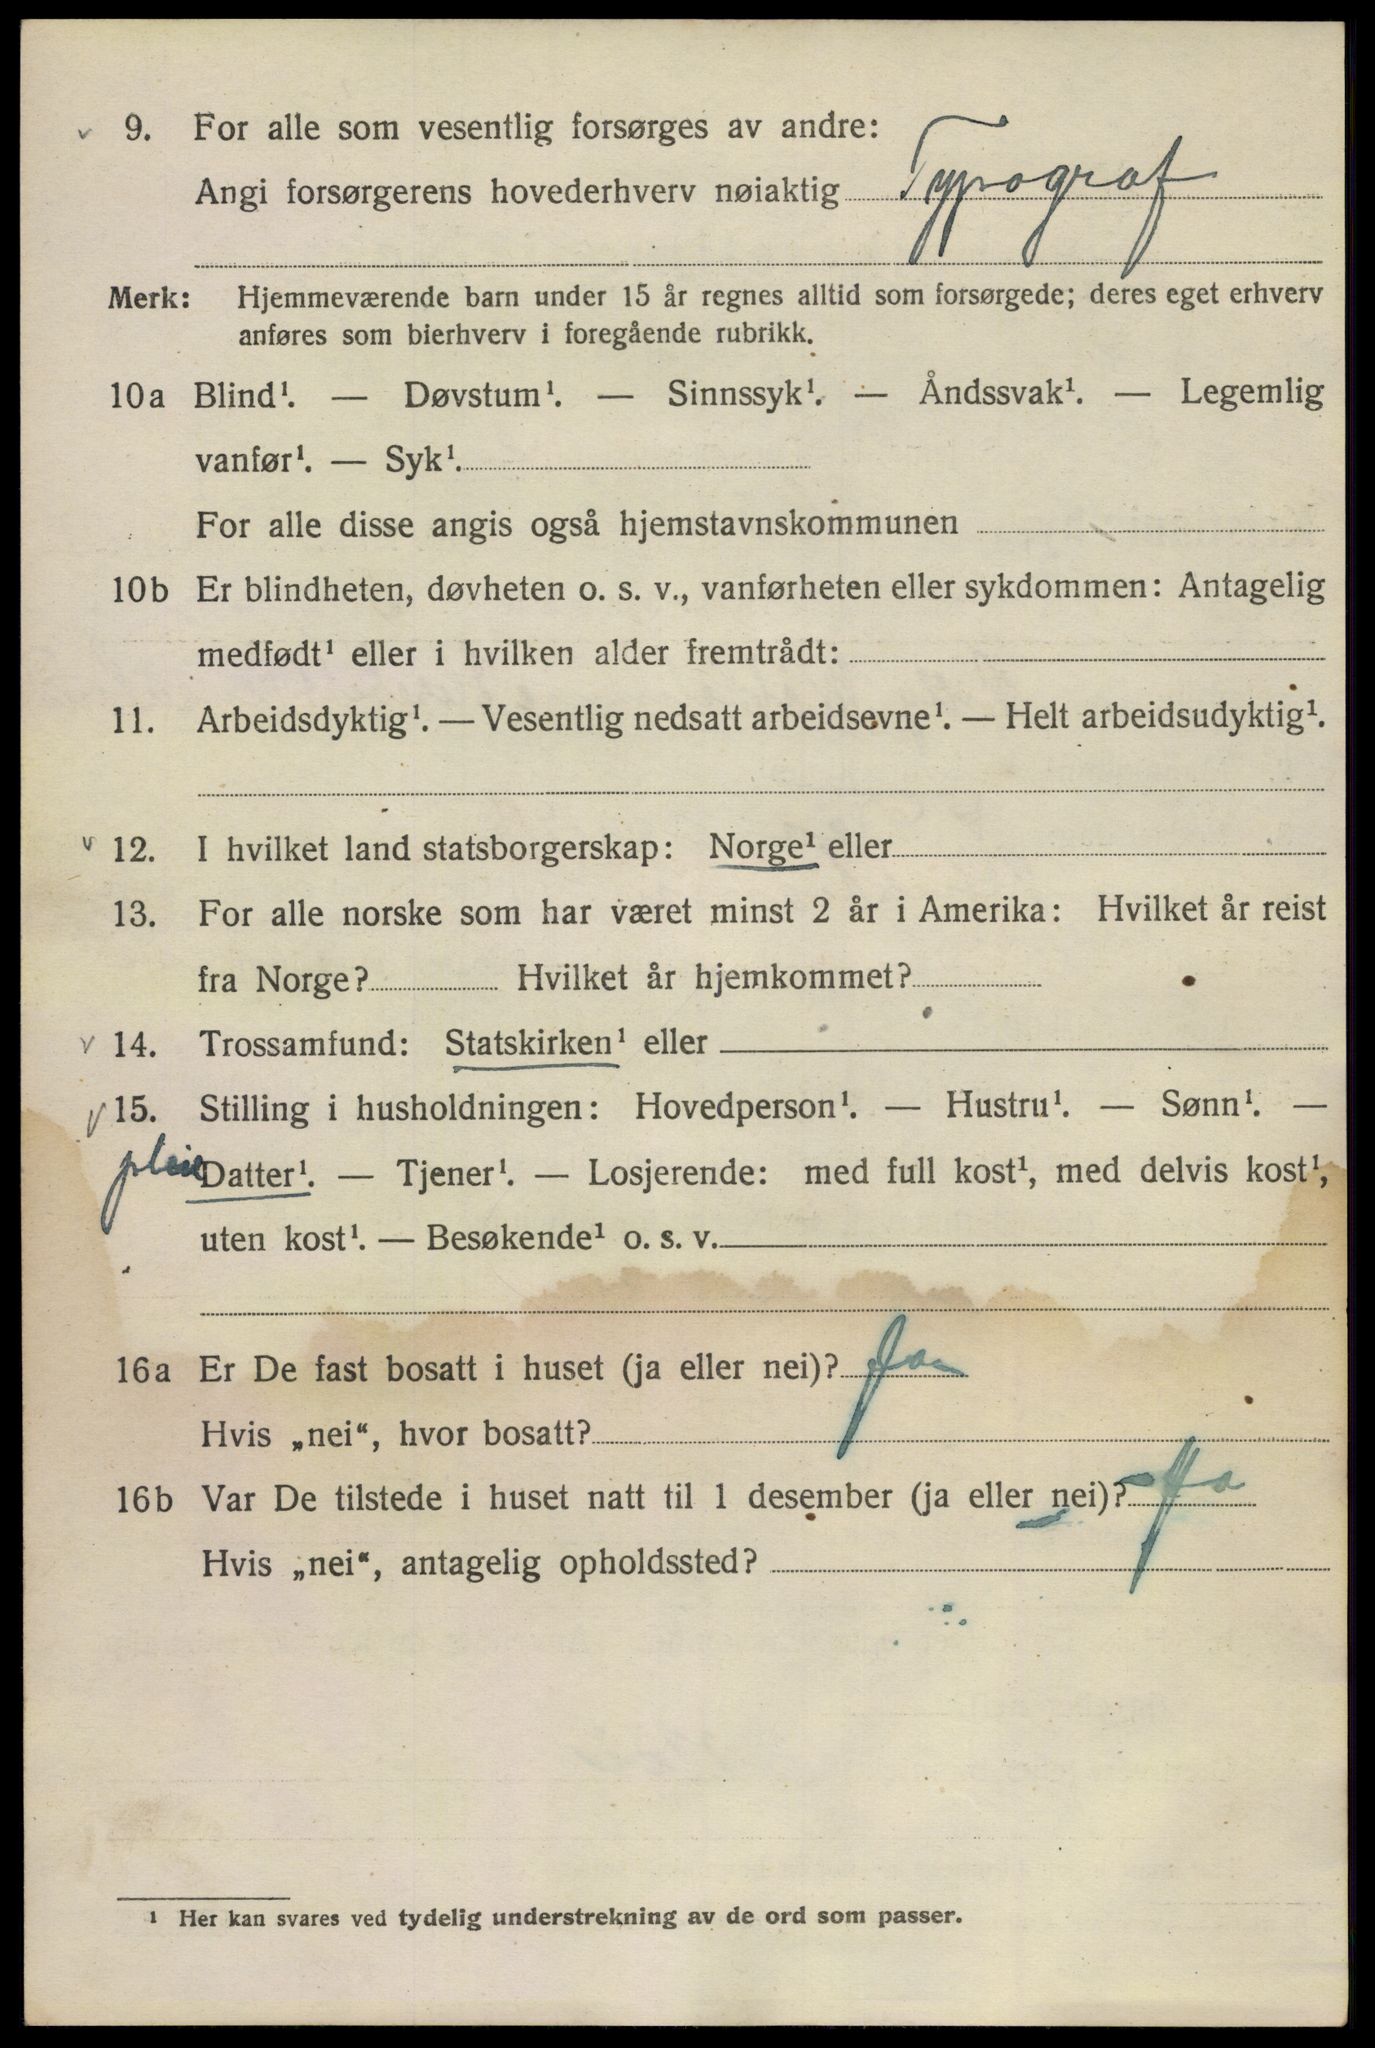 9. For alle som vesentlig forsørges av andre:
Angi forsørgerens hovederhverv nøiaktig Typograf
Merk: Hjemmeværende barn under 15 år regnes alltid som forsørgede; deres eget erhverv
anføres som bierhverv i foregående rubrikk.
10a Blind¹. — Døvstum¹. — Sinnssyk¹. — Åndssvak¹. — Legemlig
vanfør¹. — Syk¹.
For alle disse angis også hjemstavnskommunen
10b Er blindheten, døvheten o. s. v., vanførheten eller sykdommen: Antagelig
medfødt¹ eller i hvilken alder fremtrådt:
11. Arbeidsdyktig¹. — Vesentlig nedsatt arbeidsevne¹. — Helt arbeidsudyktig¹.
v 12. I hvilket land statsborgerskap: Norge¹ eller
13. For alle norske som har været minst 2 år i Amerika: Hvilket år reist
fra Norge? Hvilket år hjemkommet?
v 14. Trossamfund: Statskirken¹ eller
v 15. Stilling i husholdningen: Hovedperson¹. — Hustru¹. — Sønn¹. —
pleie Datter¹. — Tjener¹. — Losjerende: med full kost¹, med delvis kost¹,
uten kost¹. — Besøkende¹ o. s. v.
16a Er De fast bosatt i huset (ja eller nei)? Ja
Hvis „nei“, hvor bosatt?
16b Var De tilstede i huset natt til 1 desember (ja eller nei)? Ja
Hvis „nei“, antagelig opholdssted?
¹ Her kan svares ved tydelig understrekning av de ord som passer.